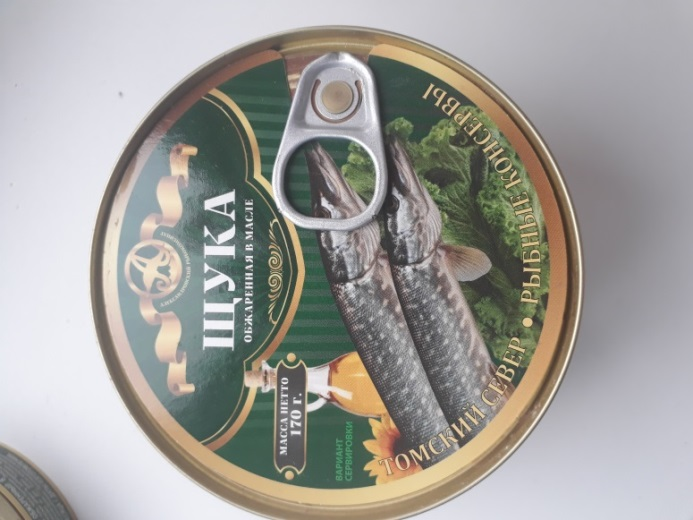 ЩУКА
ОБЖАРЕННАЯ В МАСЛЕ
МАССА НЕТТО
170 Г.
ВАРИАНТ
СЕРВИРОВКИ
ТОМСКИЙ СЕВЕР • РЫБНЫЕ КОНСЕРВЫ